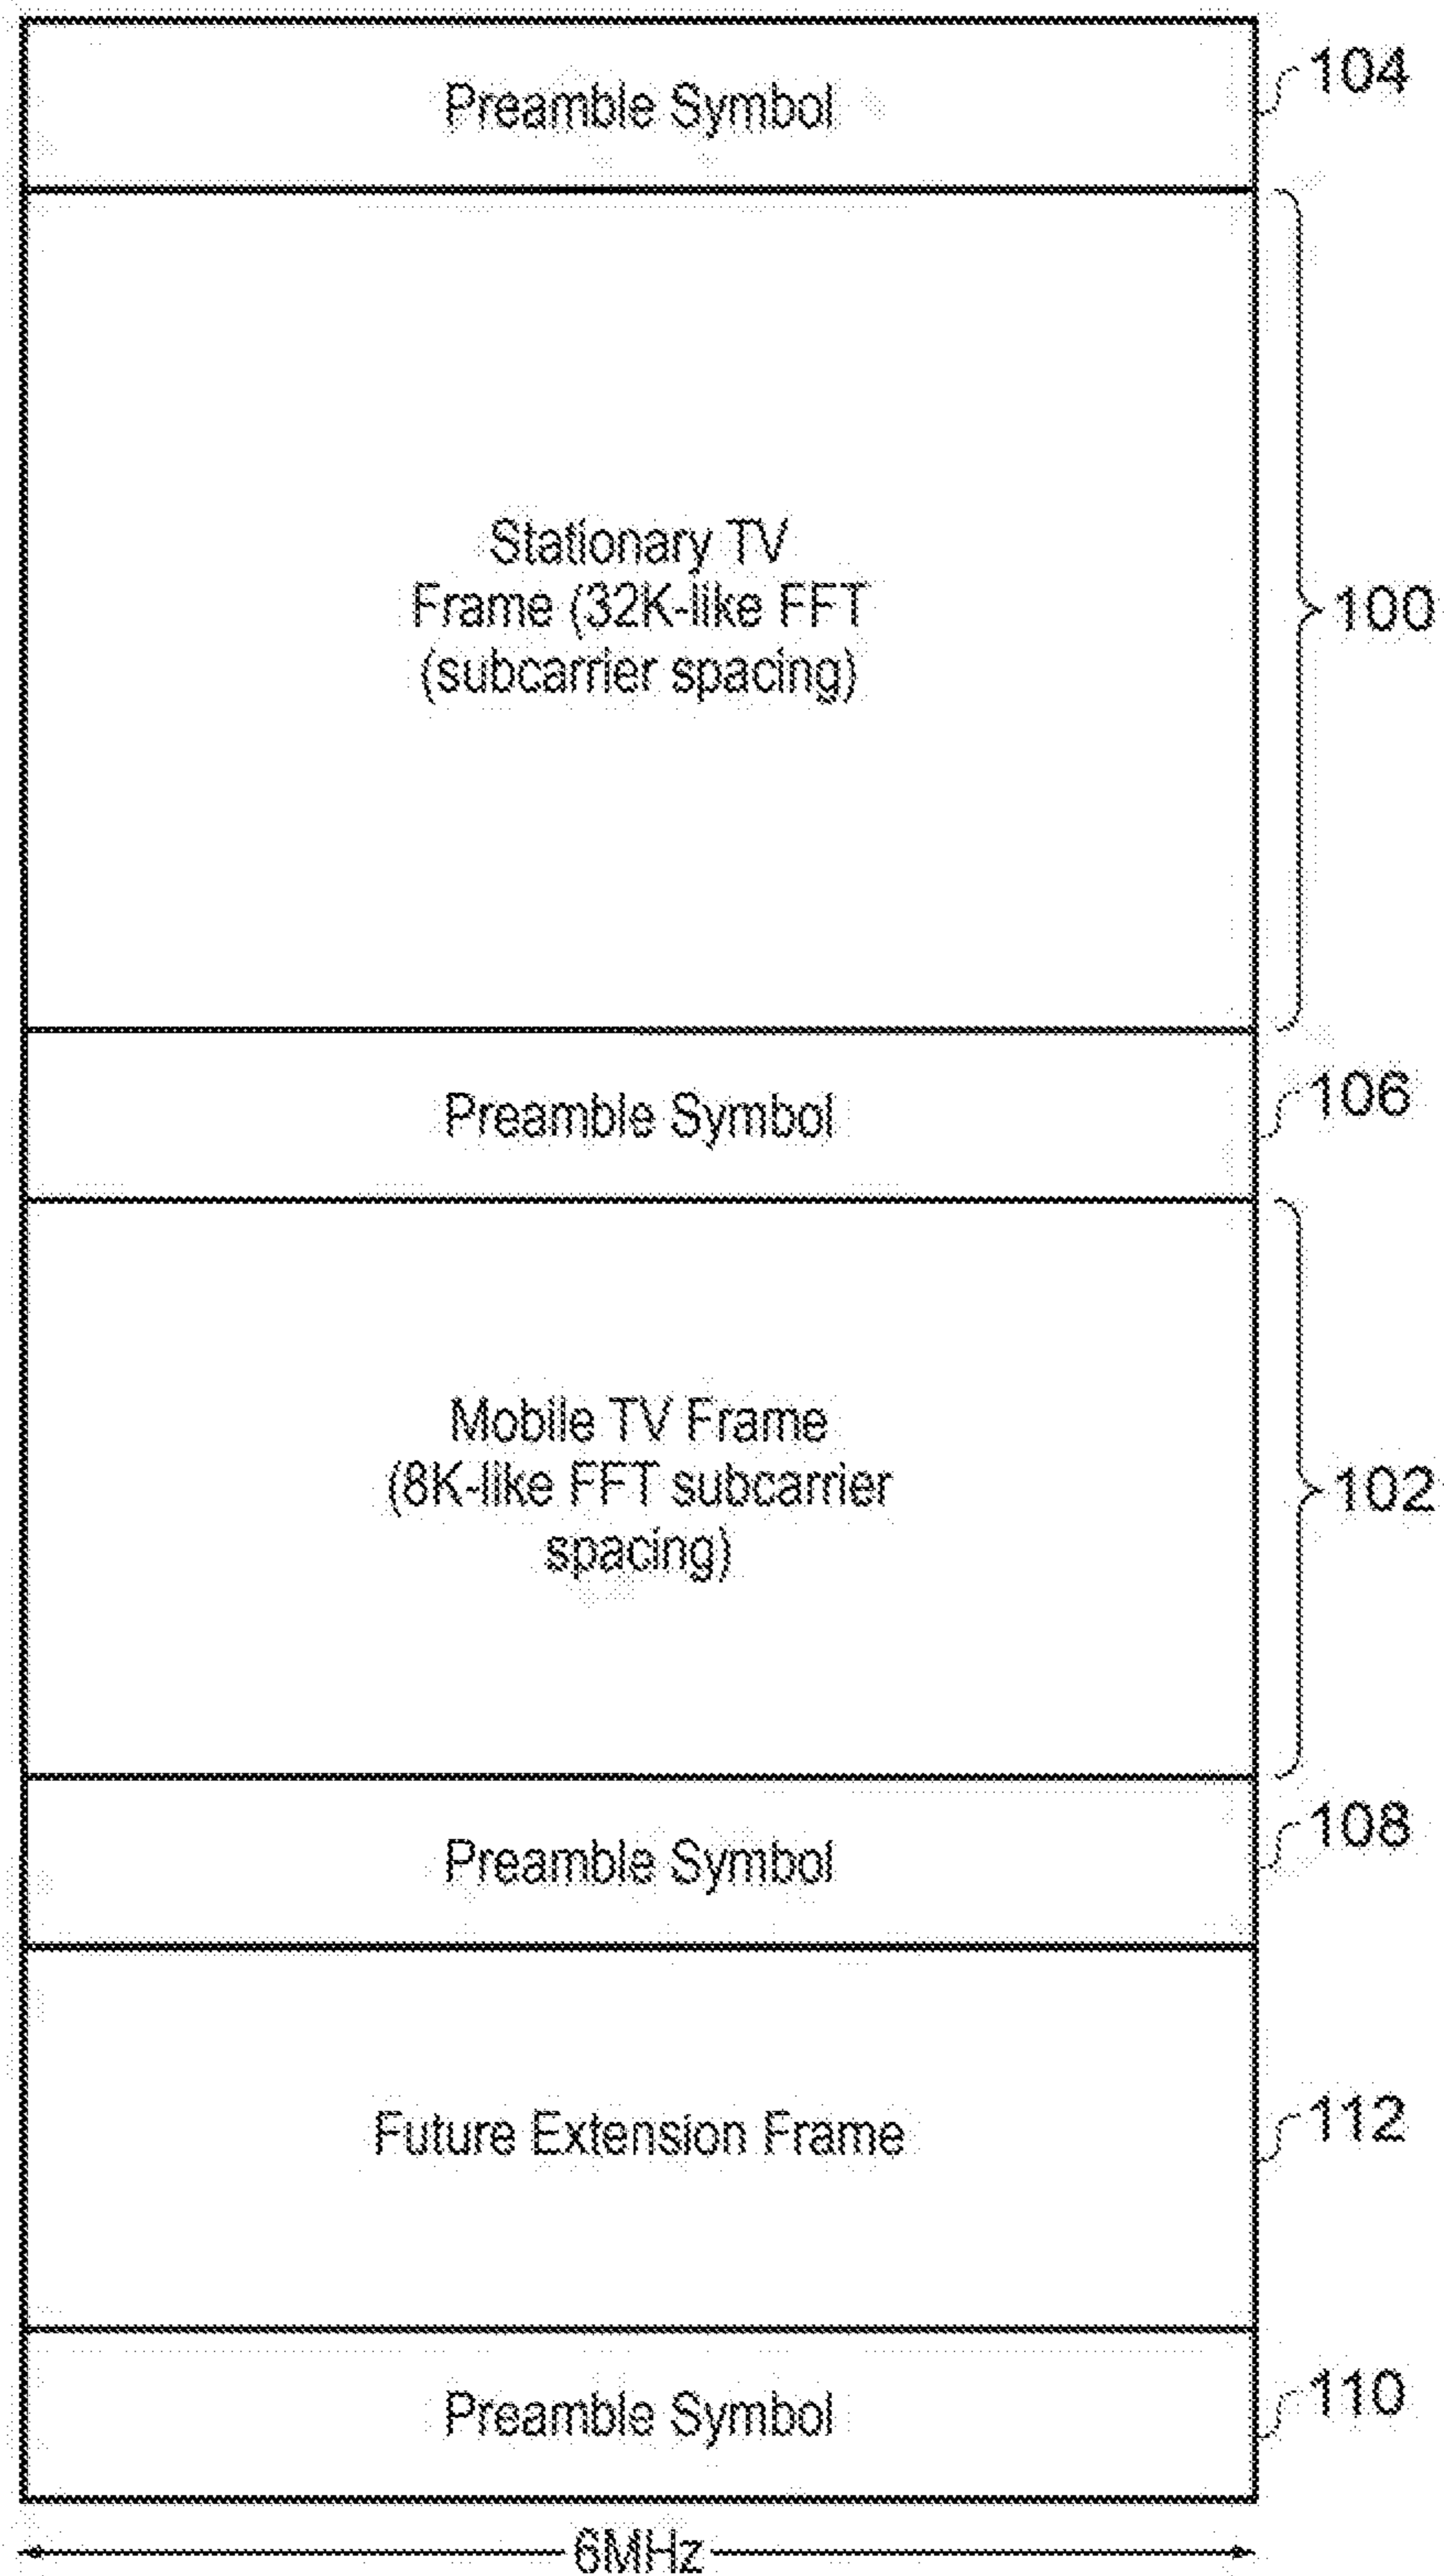 Preamble Symbol
104
Stationary TV
Frame (32K-like FFT
(subcarrier spacing)
100
Preamble Symbol
106
Mobile TV Frame
(8K-like FFT subcarrier
spacing)
102
Preamble Symbol
108
Future Extension Frame
112
Preamble Symbol
110
6MHz